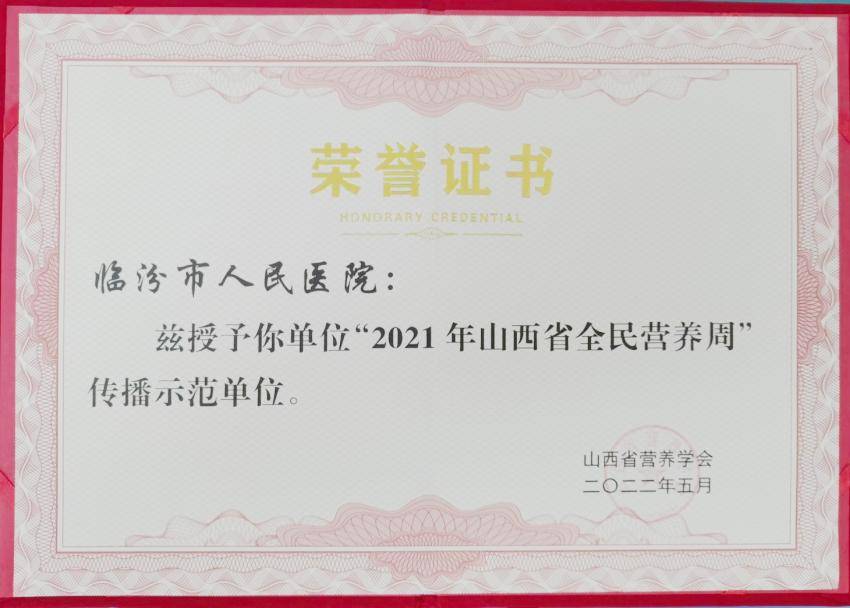 荣誉证书
HONORARY CREDENTIAL
临汾市人民医院：
兹授予你单位“2021年山西省全民营养周”
传播示范单位。
山西省营养学会
二〇二二年五月